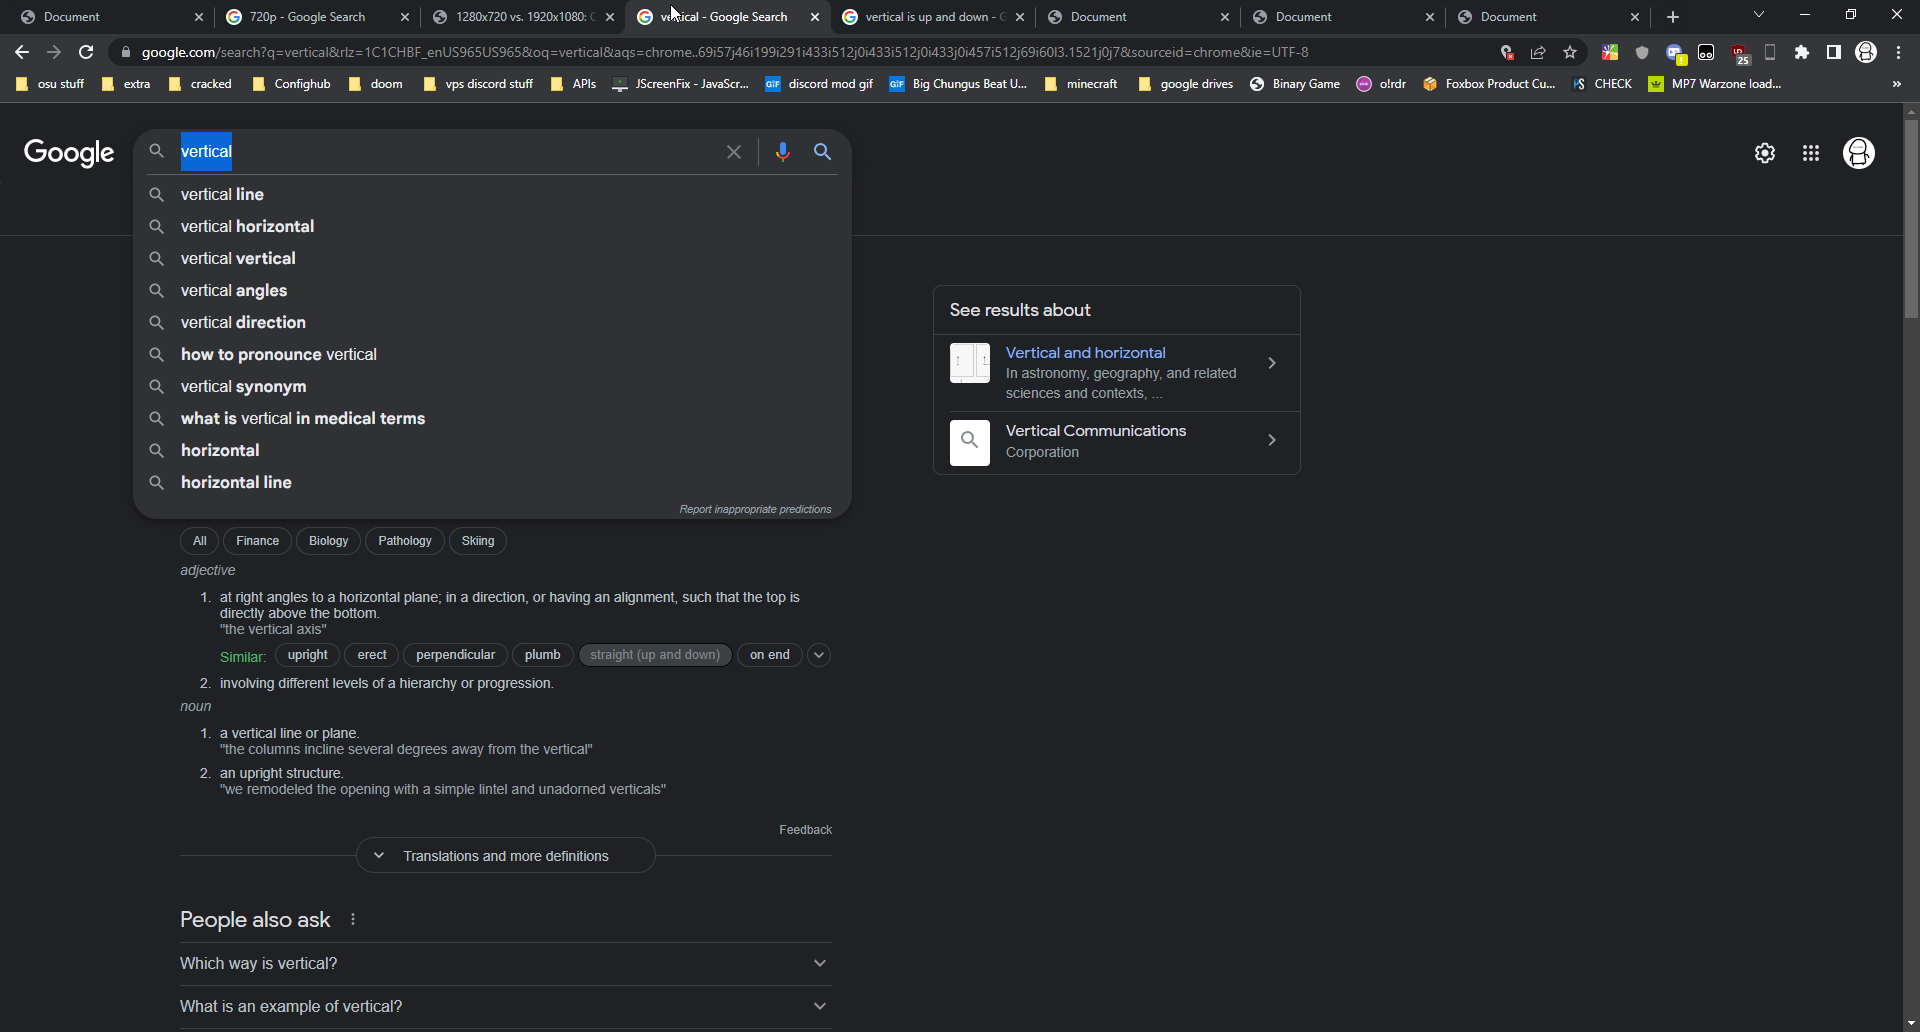 Document
720p - Google Search
1280x720 vs. 1920x1080:
vertical - Google Search
vertical is up and down -
Document
Document
Document
google.com/search?q=vertical&rlz=1C1CHBF_enUS965US965&oq=vertical&aqs=chrome..69i57j46i199i291i433i512j0i433i512j0i433j0i457i512j69i60l3.1521j0j7&sourceid=chrome&ie=UTF-8
25
osu stuff
extra
cracked
Confighub
doom
vps discord stuff
APIs
JScreenFix - JavaScr...
GIF
discord mod gif
GIF
Big Chungus Beat U...
minecraft
google drives
Binary Game
o!rdr
Foxbox Product Cu...
CHECK
MP7 Warzone load...
»
Google
vertical
vertical line
vertical horizontal
vertical vertical
vertical angles
vertical direction
how to pronounce vertical
vertical synonym
what is vertical in medical terms
horizontal
horizontal line
Report inappropriate predictions
See results about
Vertical and horizontal
In astronomy, geography, and related
sciences and contexts, ...
Vertical Communications
Corporation
All
Finance
Biology
Pathology
Skiing
adjective
1. at right angles to a horizontal plane; in a direction, or having an alignment, such that the top is
directly above the bottom.
"the vertical axis"
Similar: upright erect perpendicular plumb straight (up and down) on end
2. involving different levels of a hierarchy or progression.
noun
1. a vertical line or plane.
"the columns incline several degrees away from the vertical"
2. an upright structure.
"we remodeled the opening with a simple lintel and unadorned verticals"
Feedback
Translations and more definitions
People also ask
Which way is vertical?
What is an example of vertical?